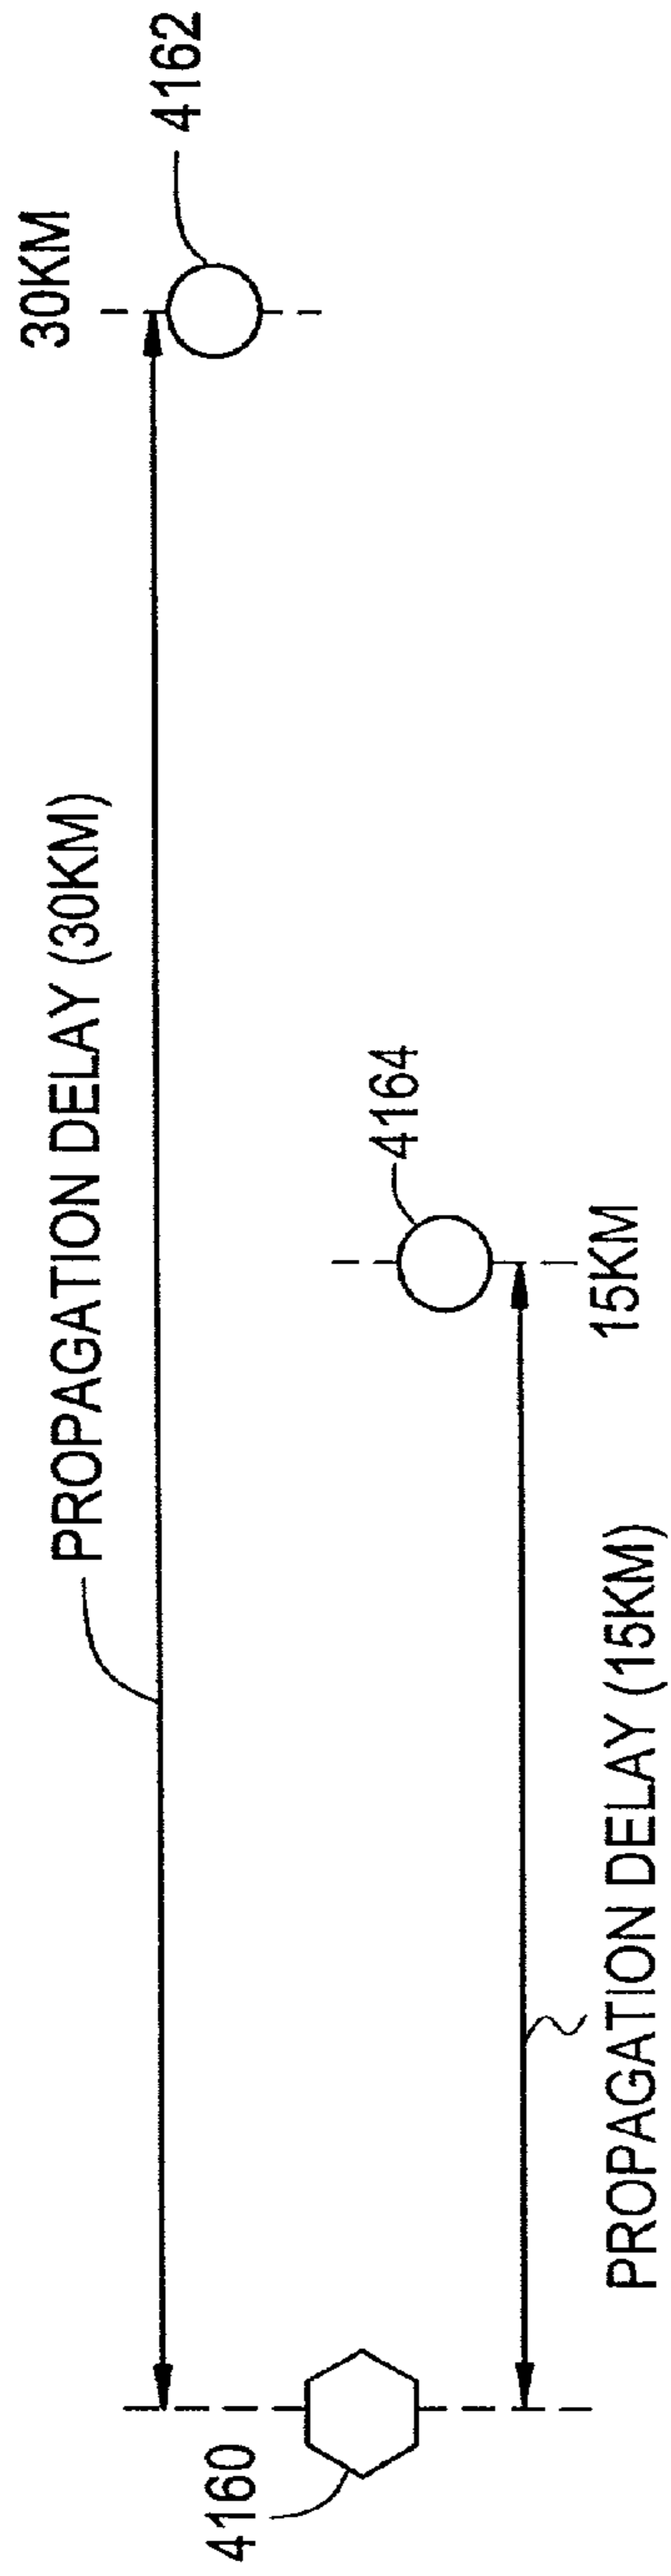 30KM
4162
PROPAGATION DELAY (30KM)
4164
15KM
4160
PROPAGATION DELAY (15KM)